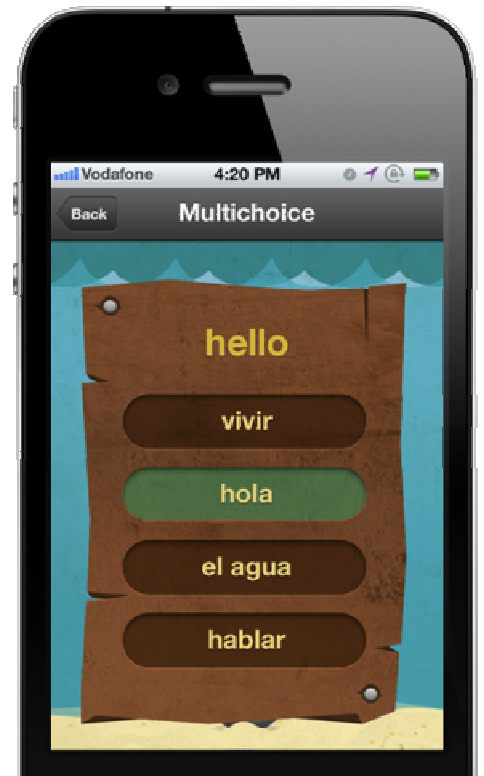 Vodafone 4:20 PM
Back Multichoice
hello
vivir
hola
el agua
hablar